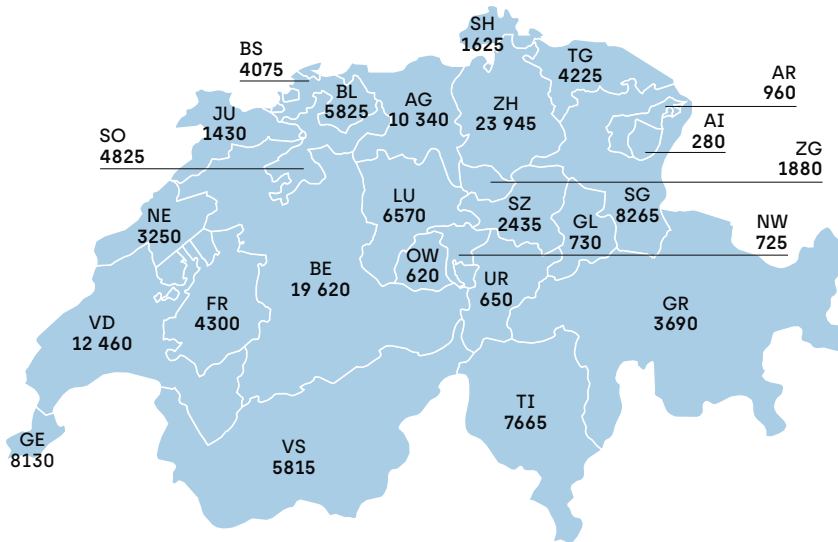 SH
1625
BS
4075
TG
4225
AR
960
BL
5825
AG
10 340
ZH
23 945
JU
1430
AI
280
SO
4825
ZG
1880
LU
6570
SZ
2435
GL
730
SG
8265
NE
3250
NW
725
OW
620
BE
19 620
UR
650
FR
4300
GR
3690
VD
12 460
TI
7665
GE
8130
VS
5815